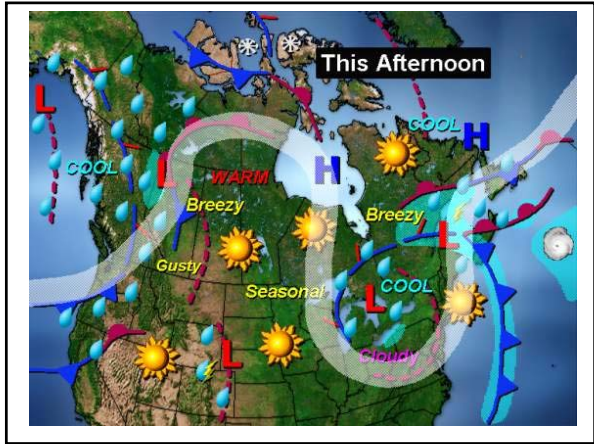 This Afternoon
L
COOL
COOL
H
L
WARM
H
Breezy
Breezy
L
Gusty
Seasonal
L
COOL
L
Cloudy